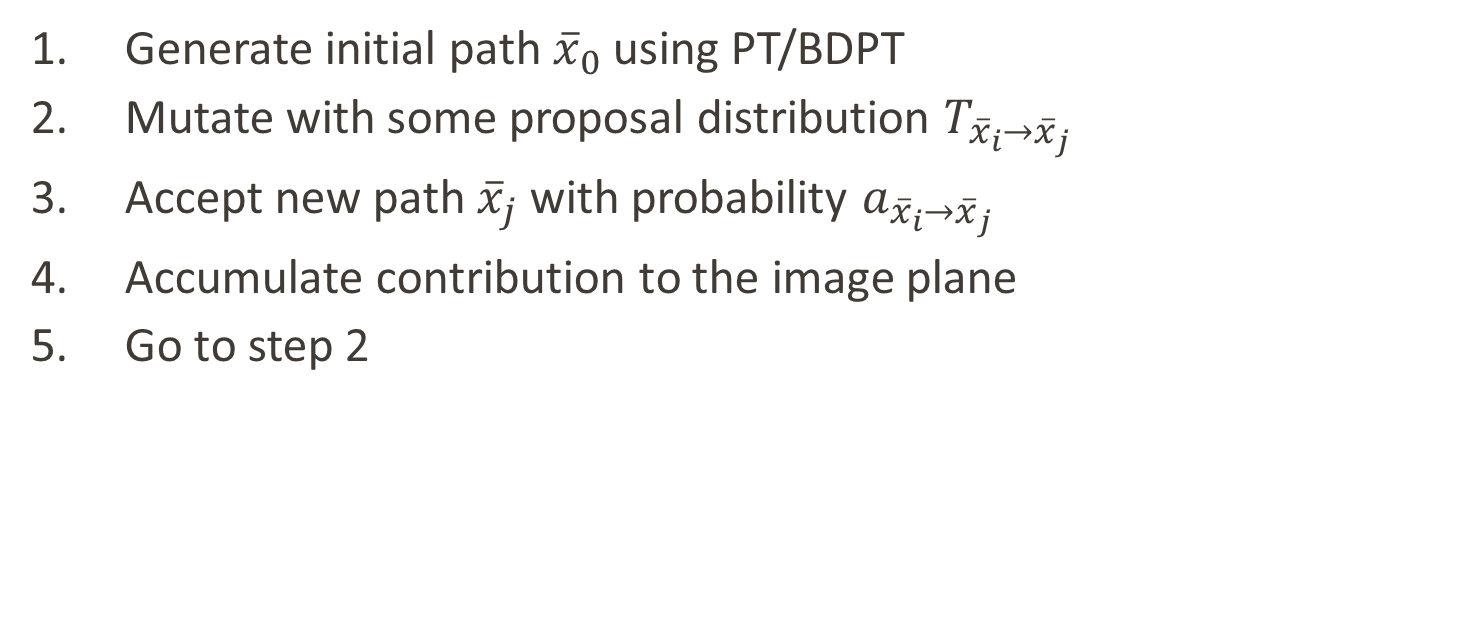 1. Generate initial path x̄₀ using PT/BDPT
2. Mutate with some proposal distribution T_{x̄ᵢ→x̄ⱼ}
3. Accept new path x̄ⱼ with probability a_{x̄ᵢ→x̄ⱼ}
4. Accumulate contribution to the image plane
5. Go to step 2